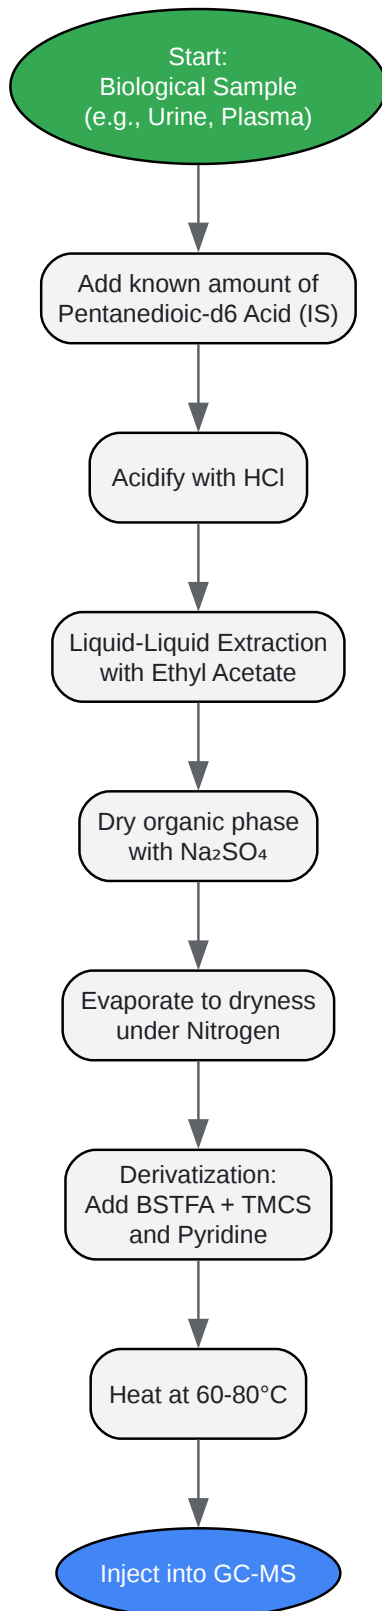 Start:
Biological Sample
(e.g., Urine, Plasma)
Add known amount of
Pentanedioic-d6 Acid (IS)
Acidify with HCl
Liquid-Liquid Extraction
with Ethyl Acetate
Dry organic phase
with Na₂SO₄
Evaporate to dryness
under Nitrogen
Derivatization:
Add BSTFA + TMCS
and Pyridine
Heat at 60-80°C
Inject into GC-MS